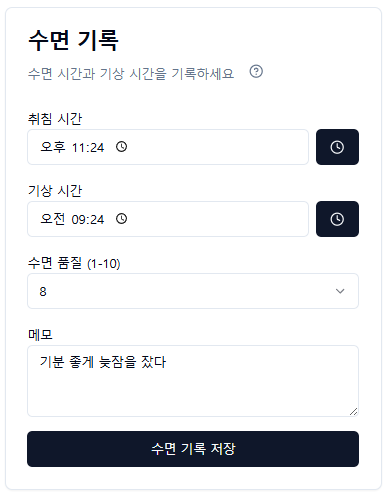 수면 기록
수면 시간과 기상 시간을 기록하세요
취침 시간
오후 11:24
기상 시간
오전 09:24
수면 품질 (1-10)
8
메모
기분 좋게 늦잠을 잤다
수면 기록 저장